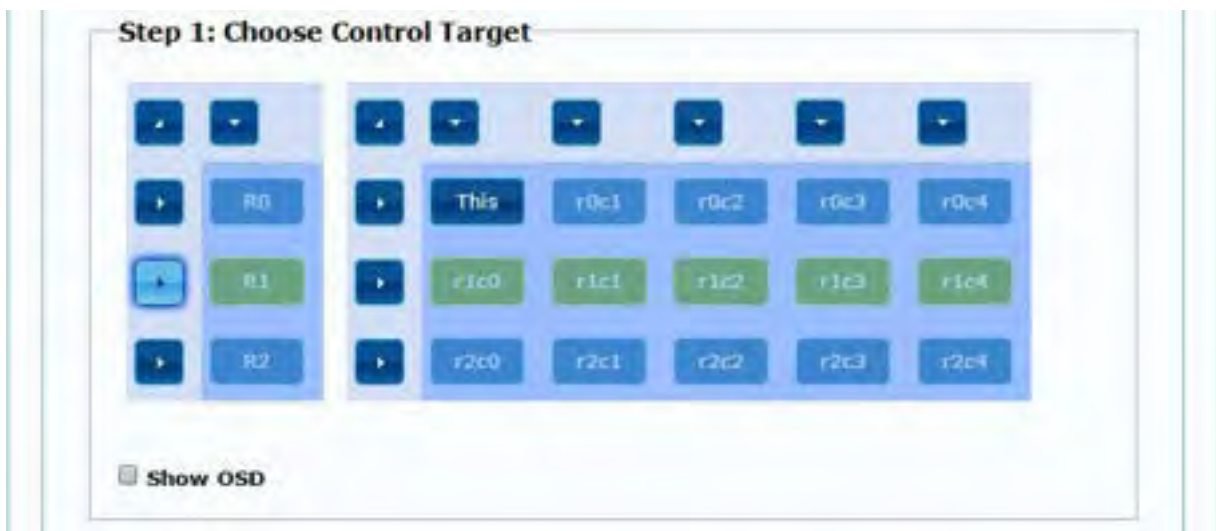 Step 1: Choose Control Target
R0 This r0c1 r0c2 r0c3 r0c4
R1 r1c0 r1c1 r1c2 r1c3 r1c4
R2 r2c0 r2c1 r2c2 r2c3 r2c4
Show OSD